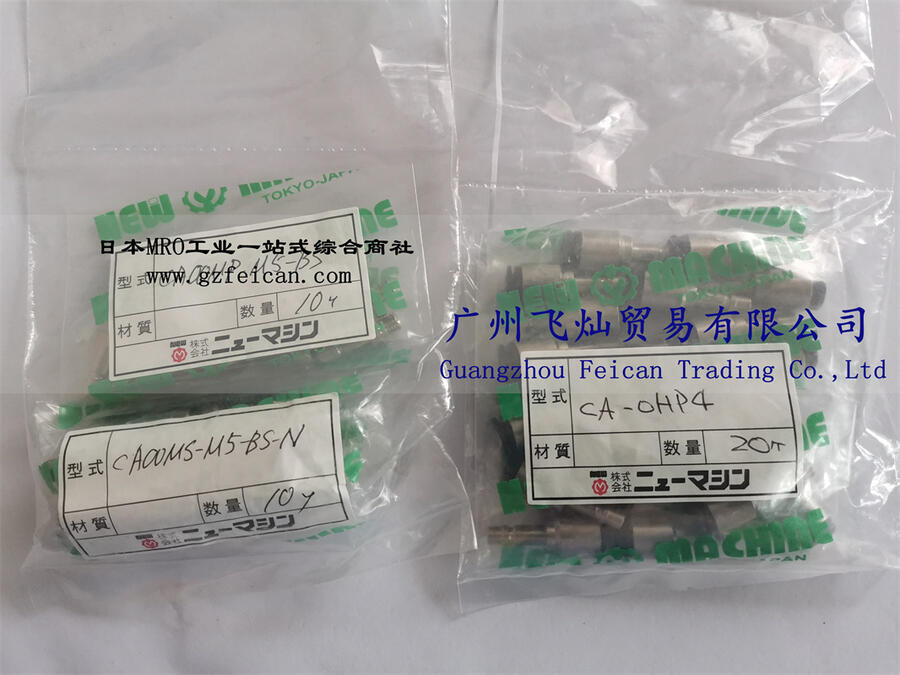 NEW MACHINE
TOKYO-JAPAN
日本MRO工业一站式综合商社
www.gzfeican.com
型式
数量 10ケ
材質
株式会社 ニューマシン
型式 CA00MS-M5-BS-N
数量 10ケ
材質
株式会社 ニューマシン
NEW MACHINE
广州飞灿贸易有限公司
Guangzhou Feican Trading Co.,Ltd
型式 CA-OHP4
材質 数量 20ケ
株式会社 ニューマシン
NEW MACHINE